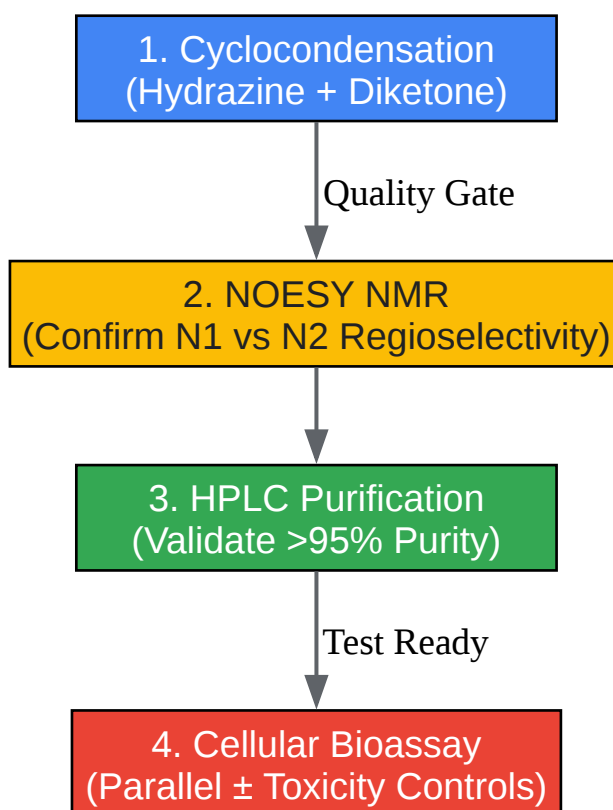 1. Cyclocondensation
(Hydrazine + Diketone)
Quality Gate
2. NOESY NMR
(Confirm N1 vs N2 Regioselectivity)
3. HPLC Purification
(Validate >95% Purity)
Test Ready
4. Cellular Bioassay
(Parallel ± Toxicity Controls)